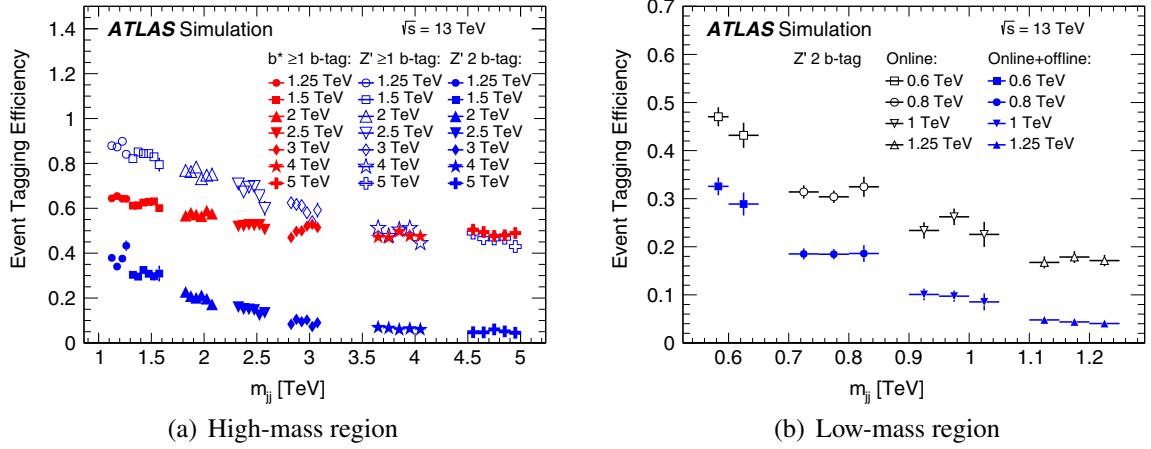 ATLAS Simulation
√s = 13 TeV
b* ≥1 b-tag: Z' ≥1 b-tag: Z' 2 b-tag:
1.25 TeV 1.25 TeV 1.25 TeV
1.5 TeV 1.5 TeV 1.5 TeV
2 TeV 2 TeV 2 TeV
2.5 TeV 2.5 TeV 2.5 TeV
3 TeV 3 TeV 3 TeV
4 TeV 4 TeV 4 TeV
5 TeV 5 TeV 5 TeV
Event Tagging Efficiency
1.4
1.2
1
0.8
0.6
0.4
0.2
0
1 1.5 2 2.5 3 3.5 4 4.5 5
m_jj [TeV]
(a) High-mass region
ATLAS Simulation
√s = 13 TeV
Z' 2 b-tag Online: Online+offline:
0.6 TeV 0.6 TeV
0.8 TeV 0.8 TeV
1 TeV 1 TeV
1.25 TeV 1.25 TeV
Event Tagging Efficiency
0.7
0.6
0.5
0.4
0.3
0.2
0.1
0
0.6 0.7 0.8 0.9 1 1.1 1.2
m_jj [TeV]
(b) Low-mass region